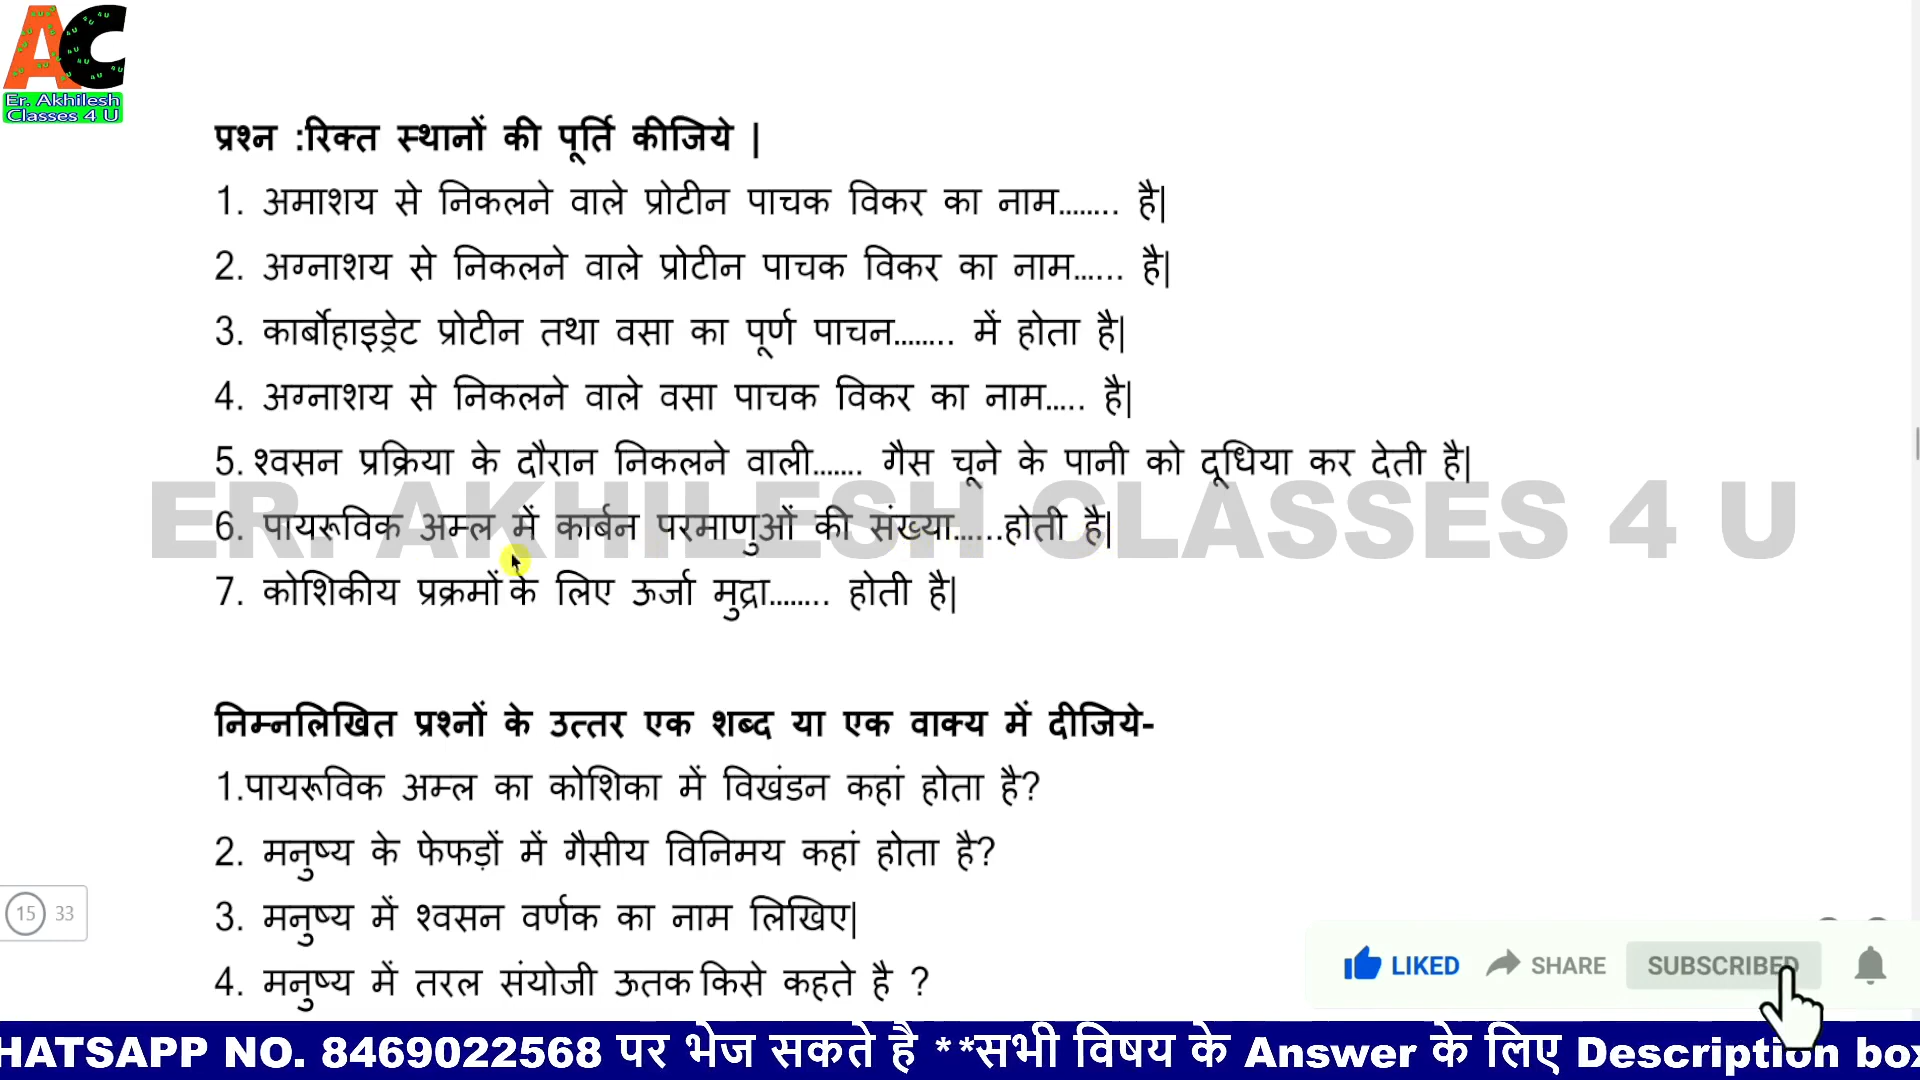 AC
Er. Akhilesh
Classes 4 U
प्रश्न :रिक्त स्थानों की पूर्ति कीजिये |
1. अमाशय से निकलने वाले प्रोटीन पाचक विकर का नाम........ है|
2. अग्नाशय से निकलने वाले प्रोटीन पाचक विकर का नाम...... है|
3. कार्बोहाइड्रेट प्रोटीन तथा वसा का पूर्ण पाचन........ में होता है|
4. अग्नाशय से निकलने वाले वसा पाचक विकर का नाम..... है|
5. श्वसन प्रक्रिया के दौरान निकलने वाली....... गैस चूने के पानी को दूधिया कर देती है|
ER. AKHILESH CLASSES 4 U
6. पायरूविक अम्ल में कार्बन परमाणुओं की संख्या......होती है|
7. कोशिकीय प्रक्रमों के लिए ऊर्जा मुद्रा........ होती है|
निम्नलिखित प्रश्नों के उत्तर एक शब्द या एक वाक्य में दीजिये-
1.पायरूविक अम्ल का कोशिका में विखंडन कहां होता है?
2. मनुष्य के फेफड़ों में गैसीय विनिमय कहां होता है?
15 33
3. मनुष्य में श्वसन वर्णक का नाम लिखिए|
LIKED SHARE SUBSCRIBED
4. मनुष्य में तरल संयोजी ऊतक किसे कहते है ?
HATSAPP NO. 8469022568 पर भेज सकते है **सभी विषय के Answer के लिए Description box